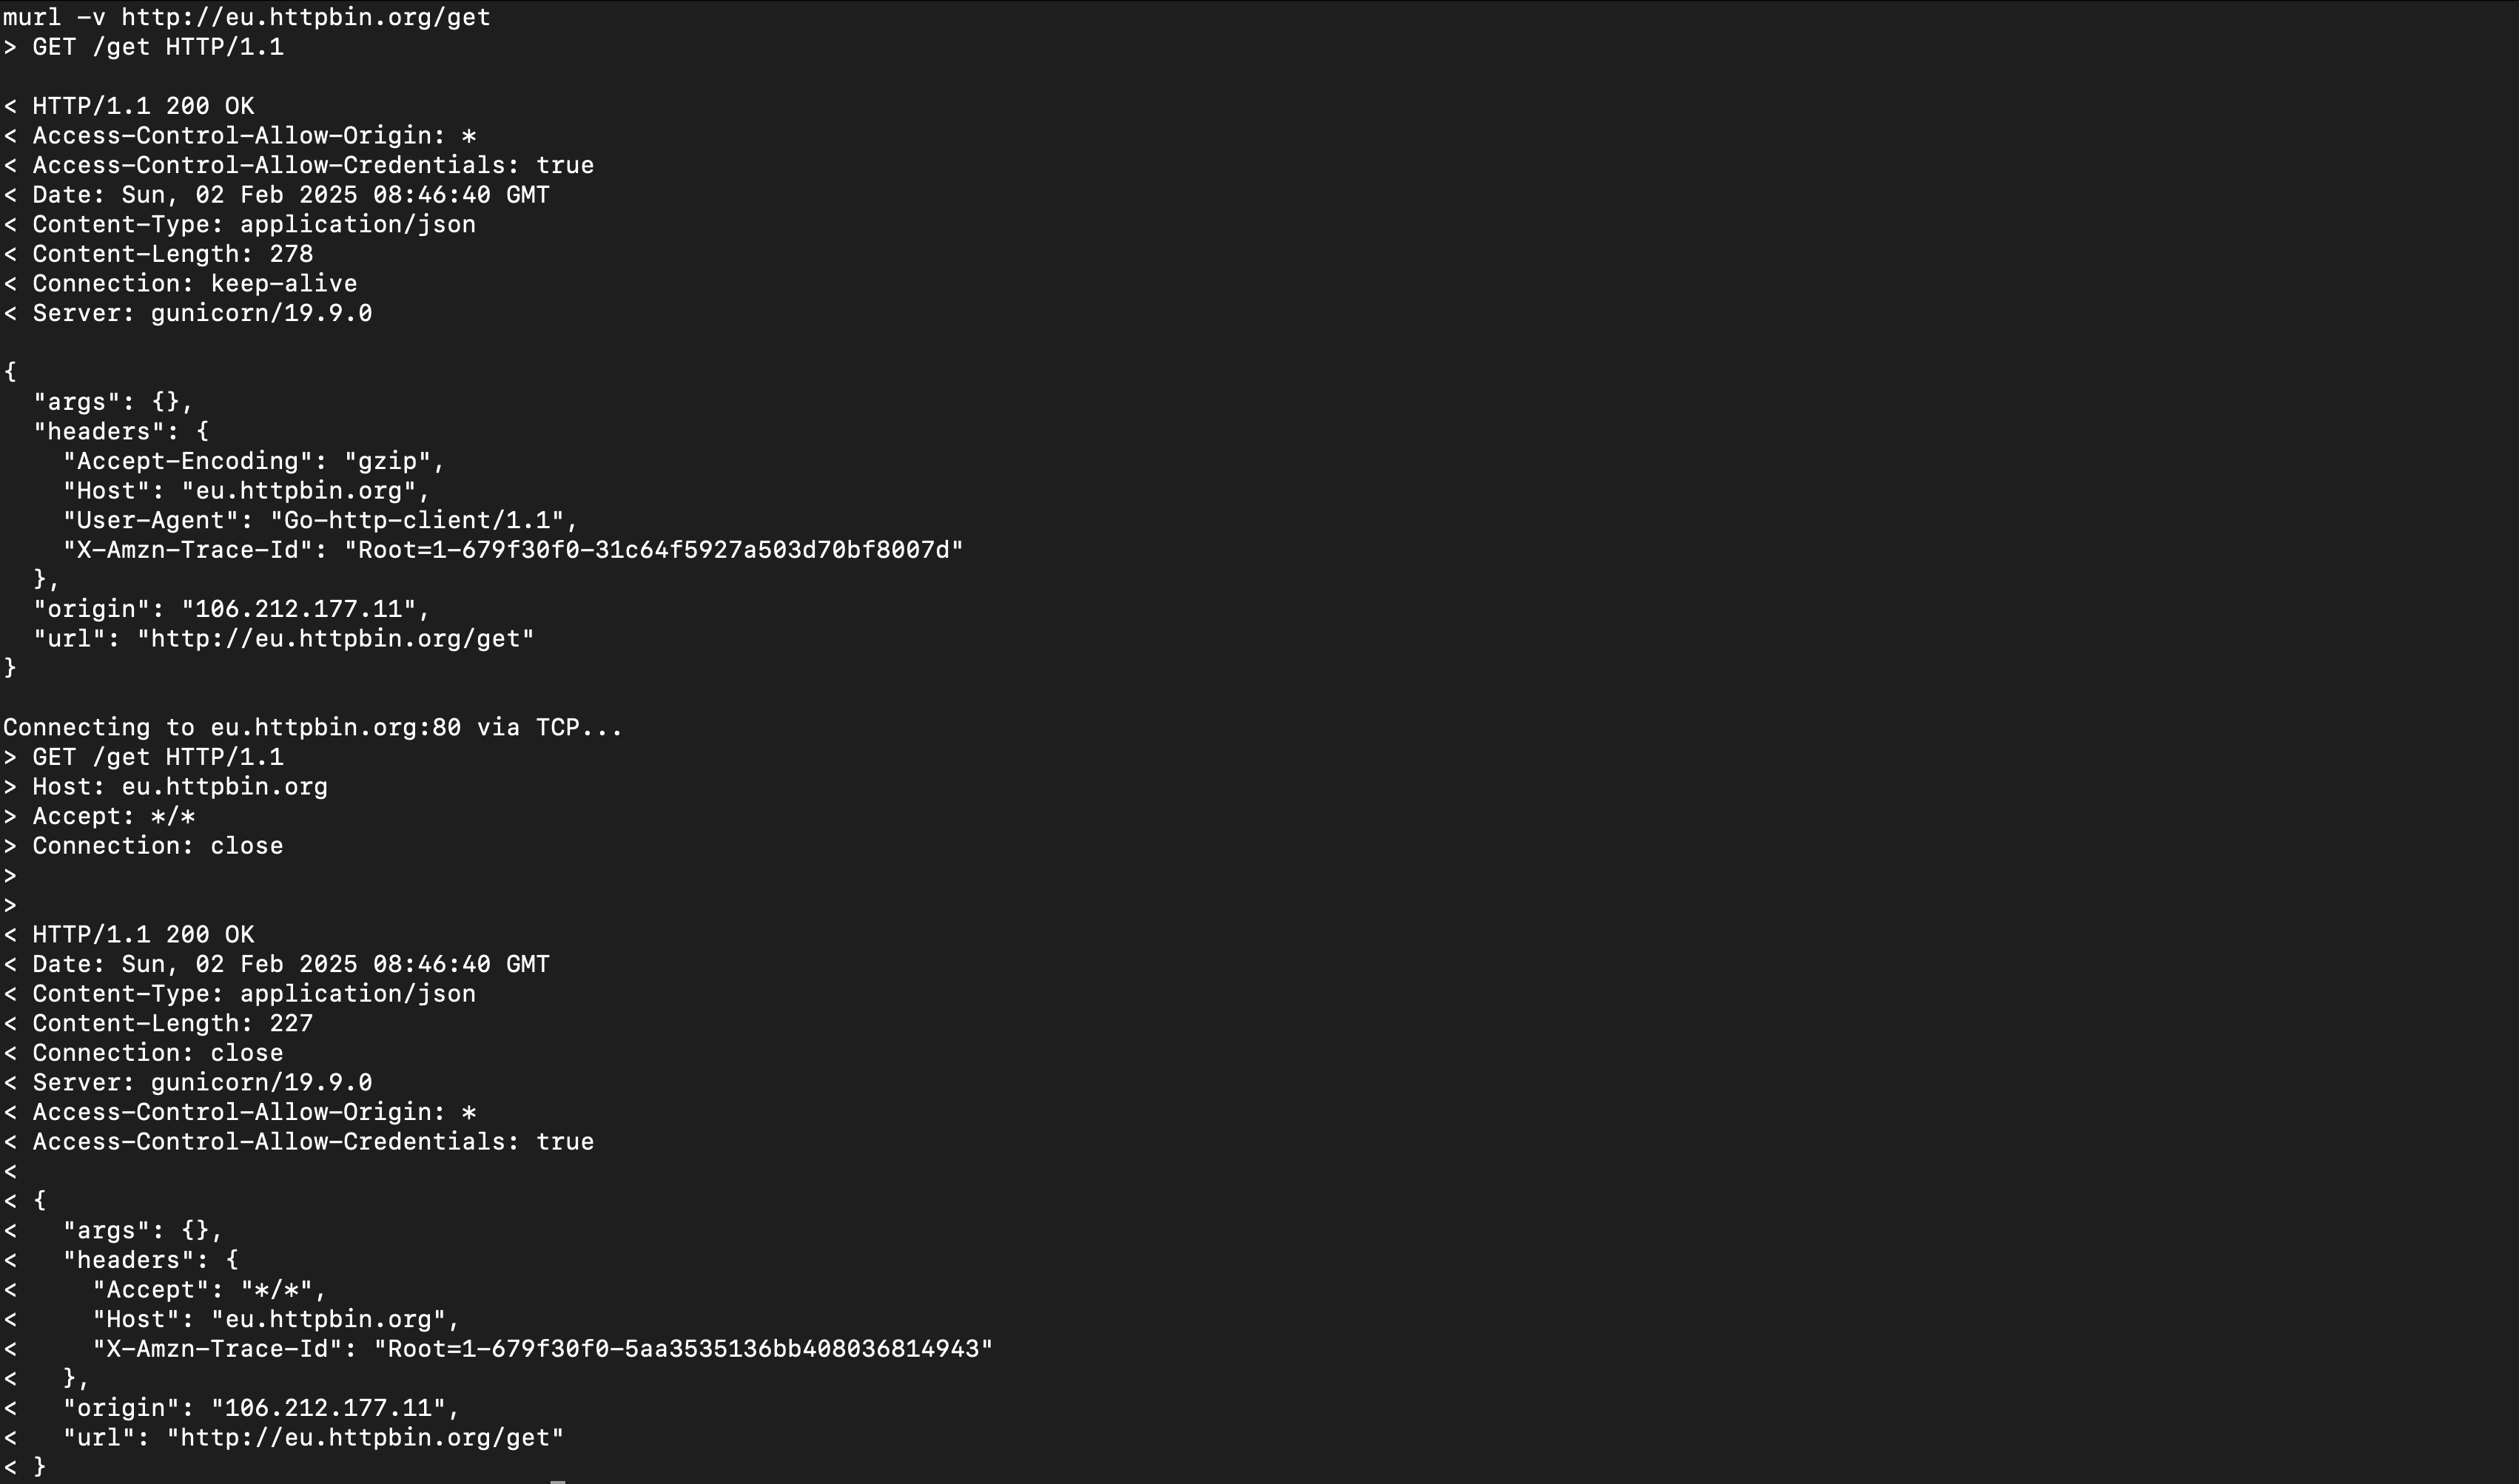 murl -v http://eu.httpbin.org/get
> GET /get HTTP/1.1

< HTTP/1.1 200 OK
< Access-Control-Allow-Origin: *
< Access-Control-Allow-Credentials: true
< Date: Sun, 02 Feb 2025 08:46:40 GMT
< Content-Type: application/json
< Content-Length: 278
< Connection: keep-alive
< Server: gunicorn/19.9.0

{
  "args": {},
  "headers": {
    "Accept-Encoding": "gzip",
    "Host": "eu.httpbin.org",
    "User-Agent": "Go-http-client/1.1",
    "X-Amzn-Trace-Id": "Root=1-679f30f0-31c64f5927a503d70bf8007d"
  },
  "origin": "106.212.177.11",
  "url": "http://eu.httpbin.org/get"
}

Connecting to eu.httpbin.org:80 via TCP...
> GET /get HTTP/1.1
> Host: eu.httpbin.org
> Accept: */*
> Connection: close
>
>
< HTTP/1.1 200 OK
< Date: Sun, 02 Feb 2025 08:46:40 GMT
< Content-Type: application/json
< Content-Length: 227
< Connection: close
< Server: gunicorn/19.9.0
< Access-Control-Allow-Origin: *
< Access-Control-Allow-Credentials: true
<
< {
<   "args": {},
<   "headers": {
<     "Accept": "*/*",
<     "Host": "eu.httpbin.org",
<     "X-Amzn-Trace-Id": "Root=1-679f30f0-5aa3535136bb408036814943"
<   },
<   "origin": "106.212.177.11",
<   "url": "http://eu.httpbin.org/get"
< }